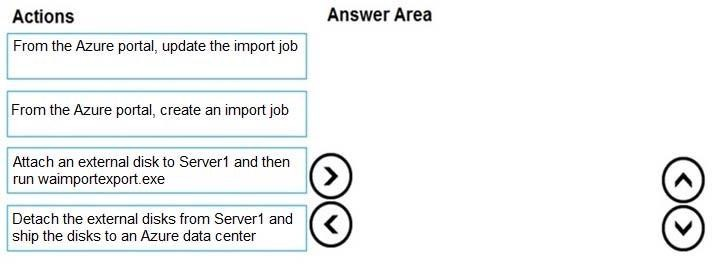 Actions
Answer Area
From the Azure portal, update the import job
From the Azure portal, create an import job
Attach an external disk to Server1 and then
run waimportexport.exe
Detach the external disks from Server1 and
ship the disks to an Azure data center